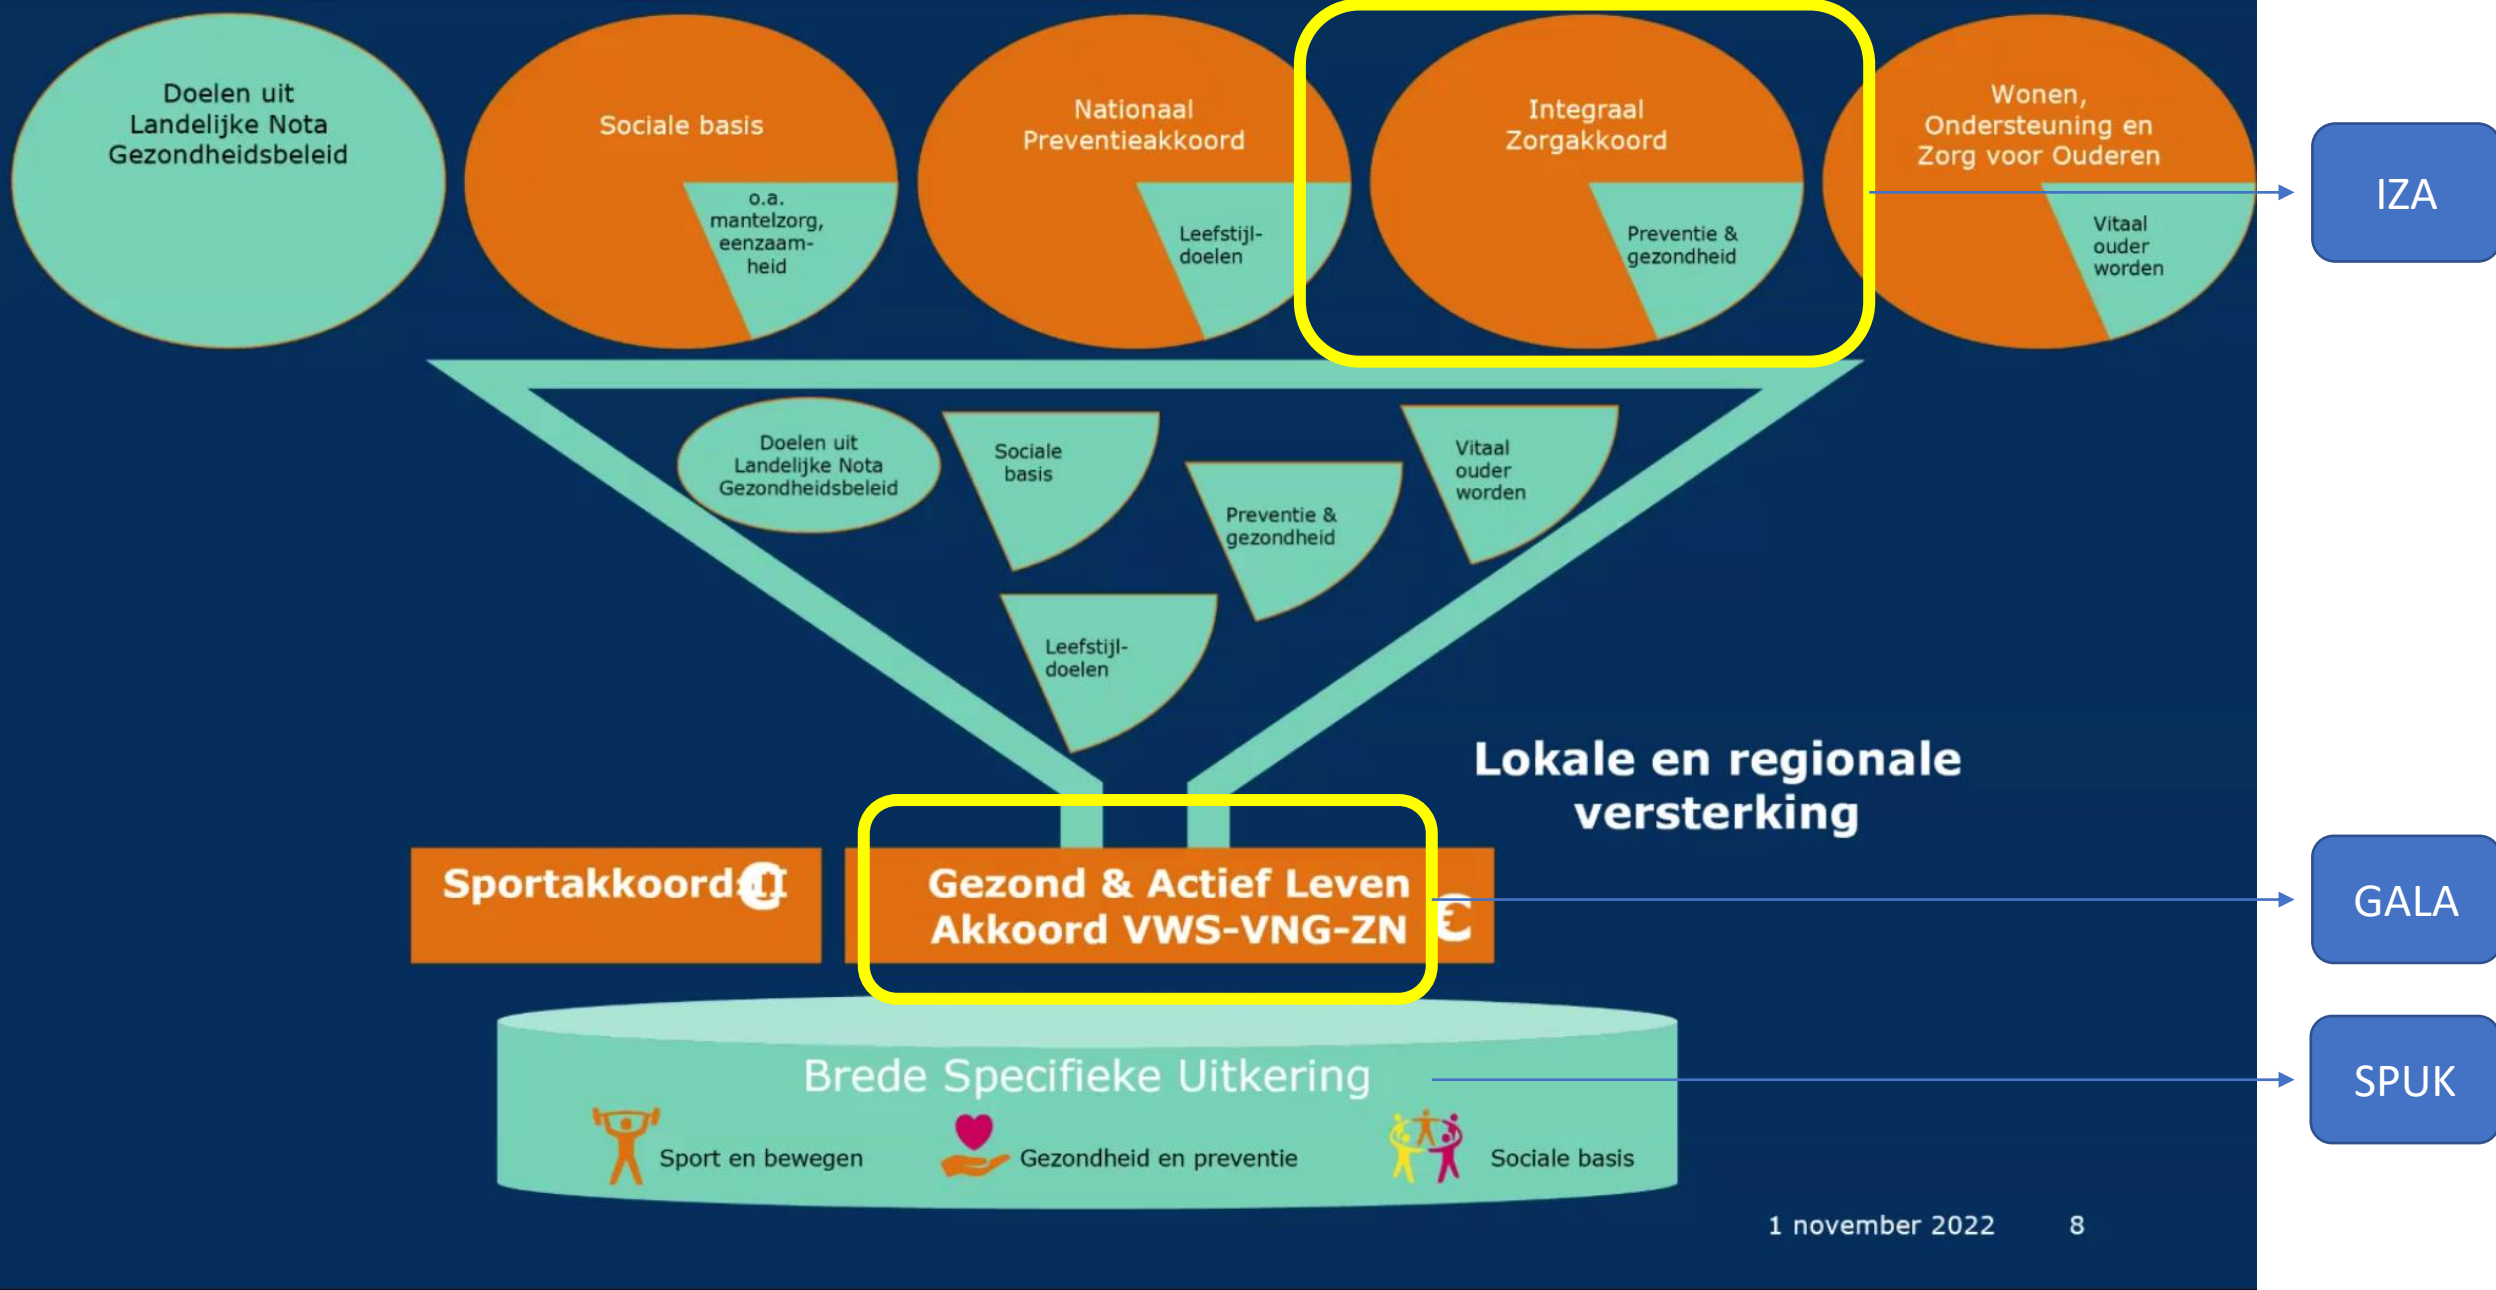 Doelen uit
Landelijke Nota
Gezondheidsbeleid
Sociale basis
o.a.
mantelzorg,
eenzaam-
heid
Nationaal
Preventieakkoord
Leefstijl-
doelen
Integraal
Zorgakkoord
Preventie &
gezondheid
Wonen,
Ondersteuning en
Zorg voor Ouderen
Vitaal
ouder
worden
IZA
Doelen uit
Landelijke Nota
Gezondheidsbeleid
Sociale
basis
Preventie &
gezondheid
Vitaal
ouder
worden
Leefstijl-
doelen
Lokale en regionale
versterking
Sportakkoord II
€
Gezond & Actief Leven
Akkoord VWS-VNG-ZN
€
GALA
Brede Specifieke Uitkering
Sport en bewegen
Gezondheid en preventie
Sociale basis
SPUK
1 november 2022 8